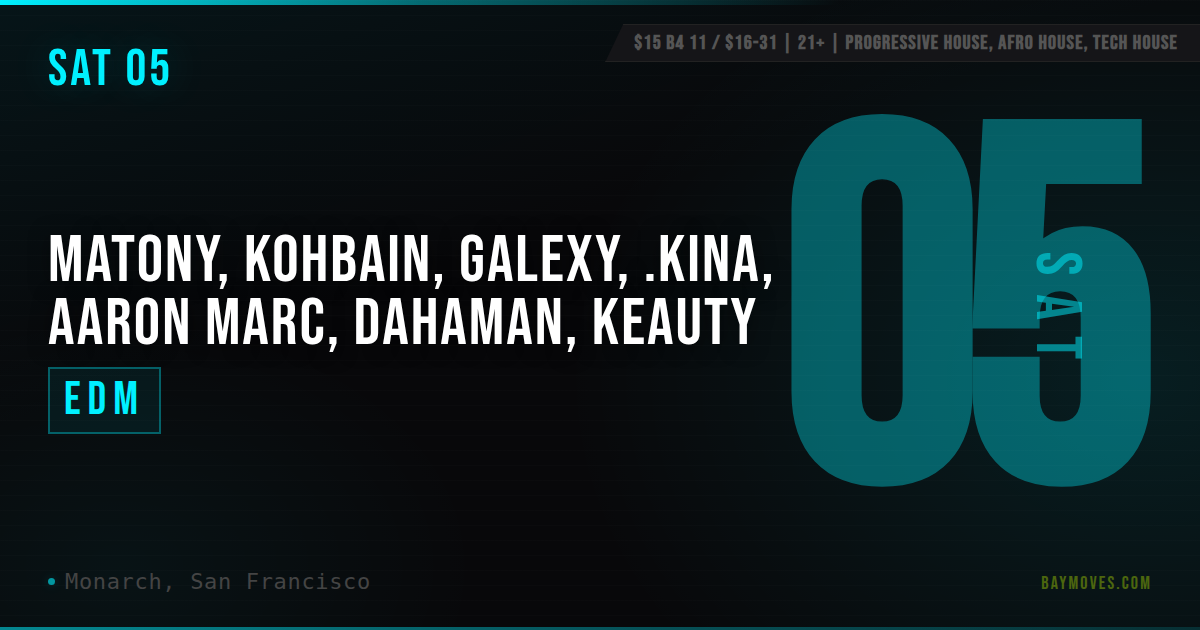 SAT 05
$15 B4 11 / $16-31 | 21+ | PROGRESSIVE HOUSE, AFRO HOUSE, TECH HOUSE
05
SAT
MATONY, KOHBAIN, GALEXY, .KINA,
AARON MARC, DAHAMAN, KEAUTY
EDM
Monarch, San Francisco
BAYMOVES.COM